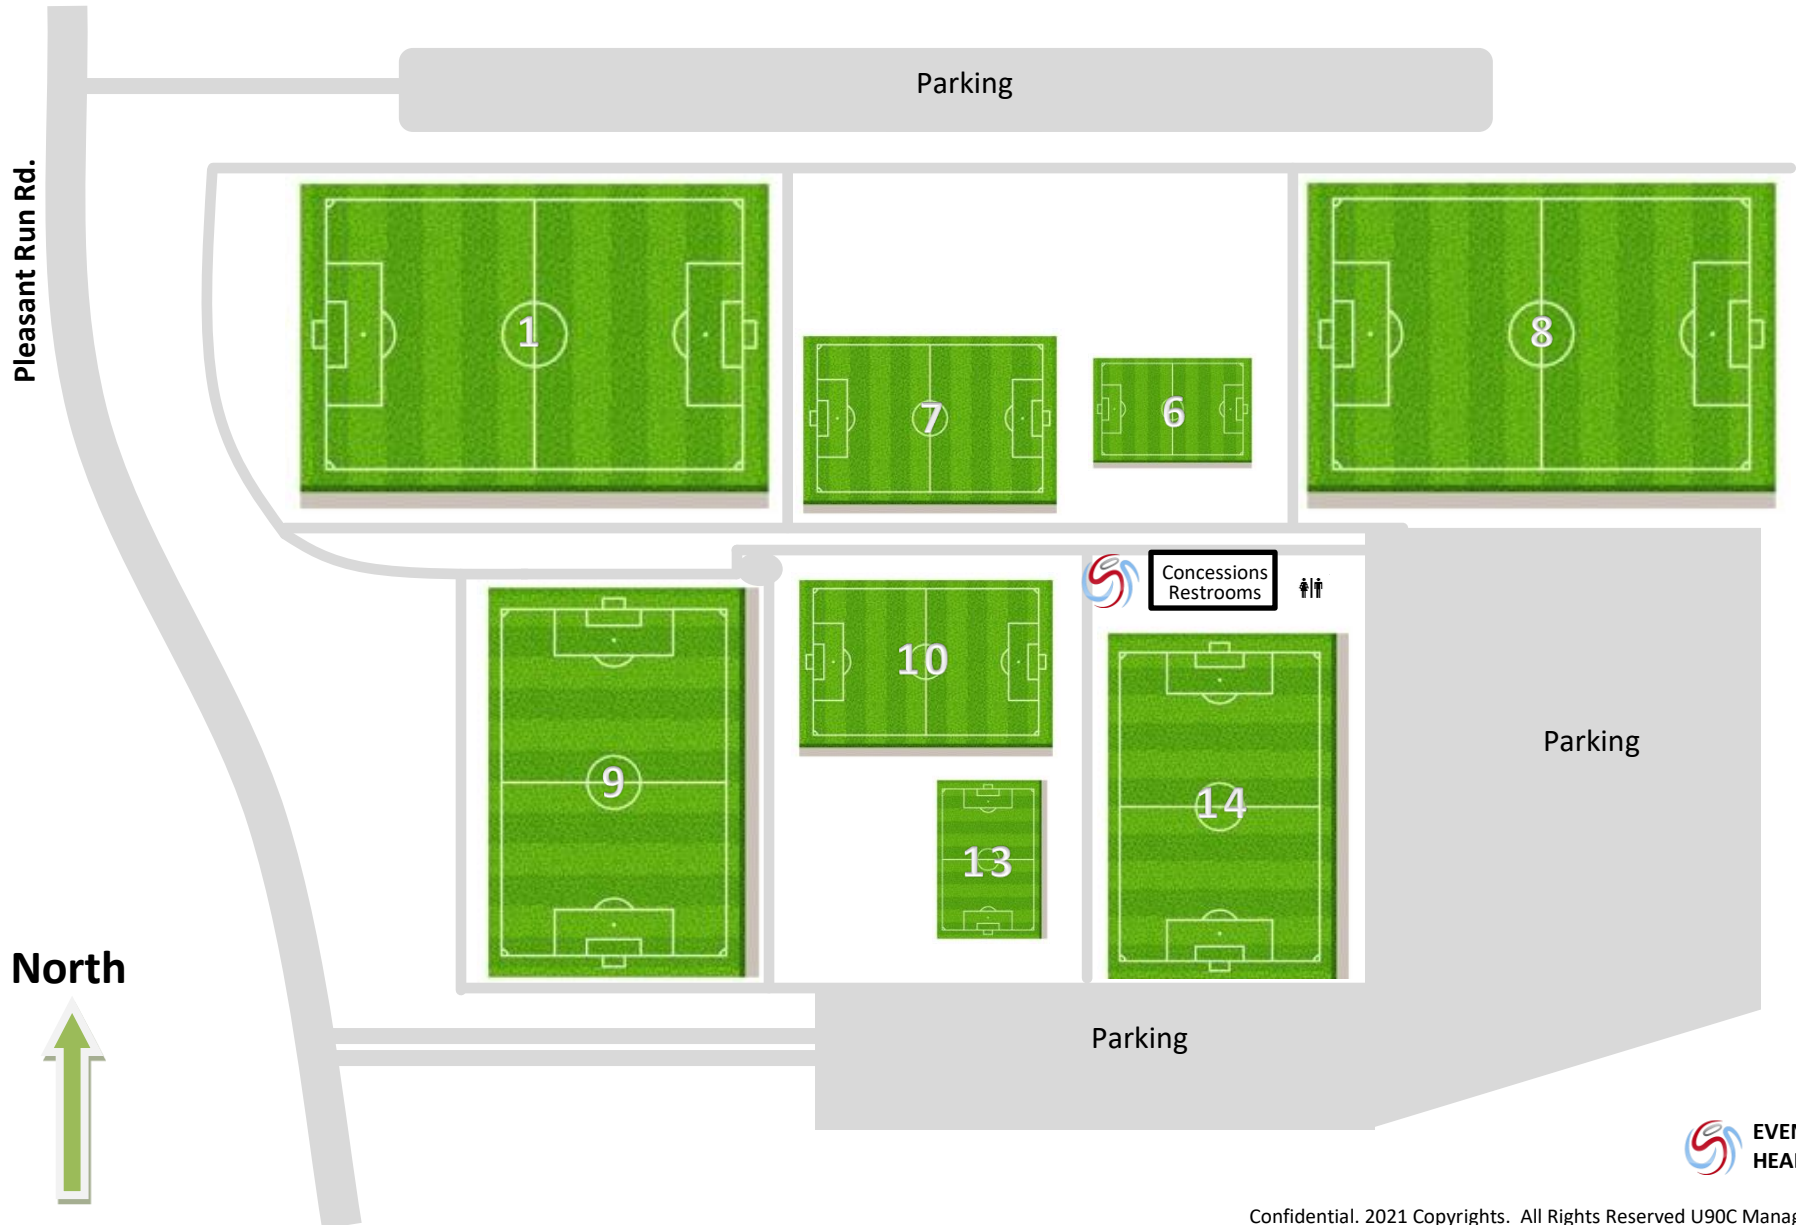 Parking
Pleasant Run Rd.
1
8
7
6
Concessions
Restrooms
10
9
Parking
14
13
North
Parking
Confidential. 2021 Copyrights. All Rights Reserved U90C